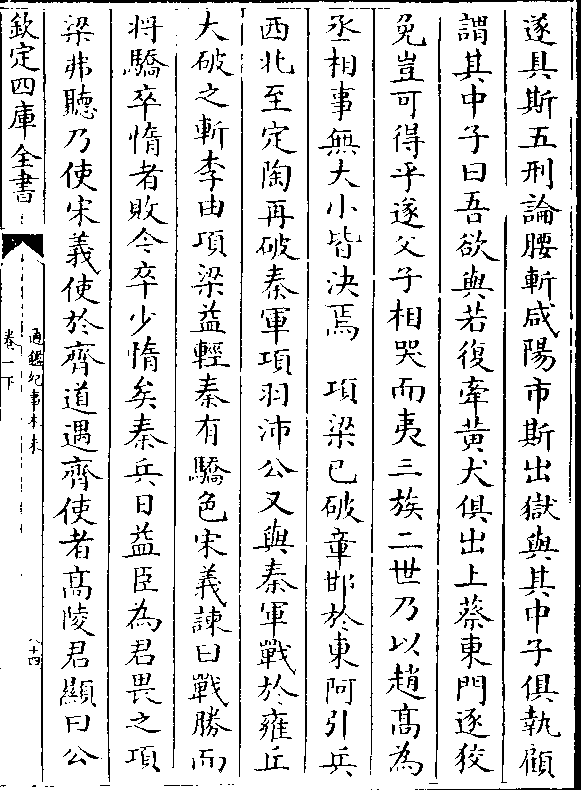 遂具斯五刑論腰斬咸陽市斯出獄與其中子俱執顧
謂其中子曰吾欲與若復牽黄犬俱出上蔡東門逐狡
免豈可得乎遂父子相哭而夷三族二世乃以趙髙為
丞相事無大小皆决焉　項梁已破章邯於東阿引兵
西北至定陶再破秦軍項羽沛公又與秦軍戰於雍丘
大破之斬李由項梁益輕秦有驕色宋義諫曰戰勝而
将驕卒惰者敗今卒少惰矣秦兵日益臣為君畏之項
梁弗聽乃使宋義使於齊道遇齊使者髙陵君顯曰公
欽定四庫全書
通鑑紀事本末
卷一下
八十四